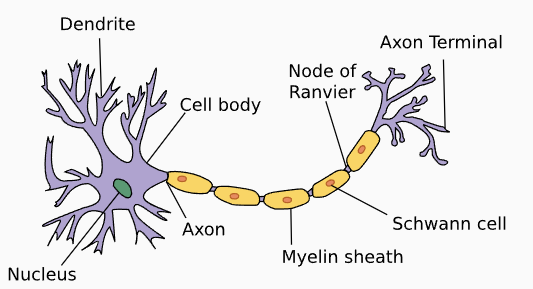 Dendrite
Axon Terminal
Node of
Ranvier
Cell body
Axon
Schwann cell
Myelin sheath
Nucleus